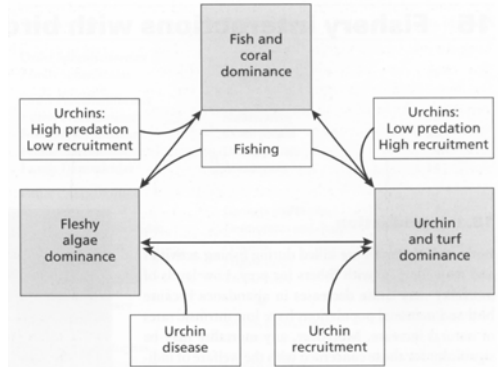 Fish and
coral
dominance
Urchins:
High predation
Low recruitment
Urchins:
Low predation
High recruitment
Fishing
Fleshy
algae
dominance
Urchin
and turf
dominance
Urchin
disease
Urchin
recruitment